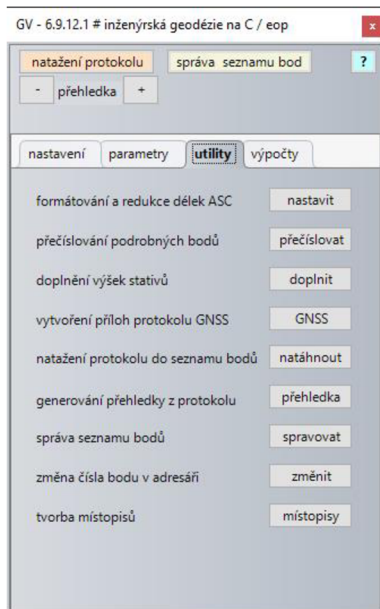 GV - 6.9.12.1 # inženýrská geodézie na C / eop x
natažení protokolu správa seznamu bod ?
- přehledka +
nastavení parametry utility výpočty
formátování a redukce délek ASC nastavit
přečíslování podrobných bodů přečíslovat
doplnění výšek stativů doplnit
vytvoření příloh protokolu GNSS GNSS
natažení protokolu do seznamu bodů natáhnout
generování přehledky z protokolu přehledka
správa seznamu bodů spravovat
změna čísla bodu v adresáři změnit
tvorba místopisů místopisy